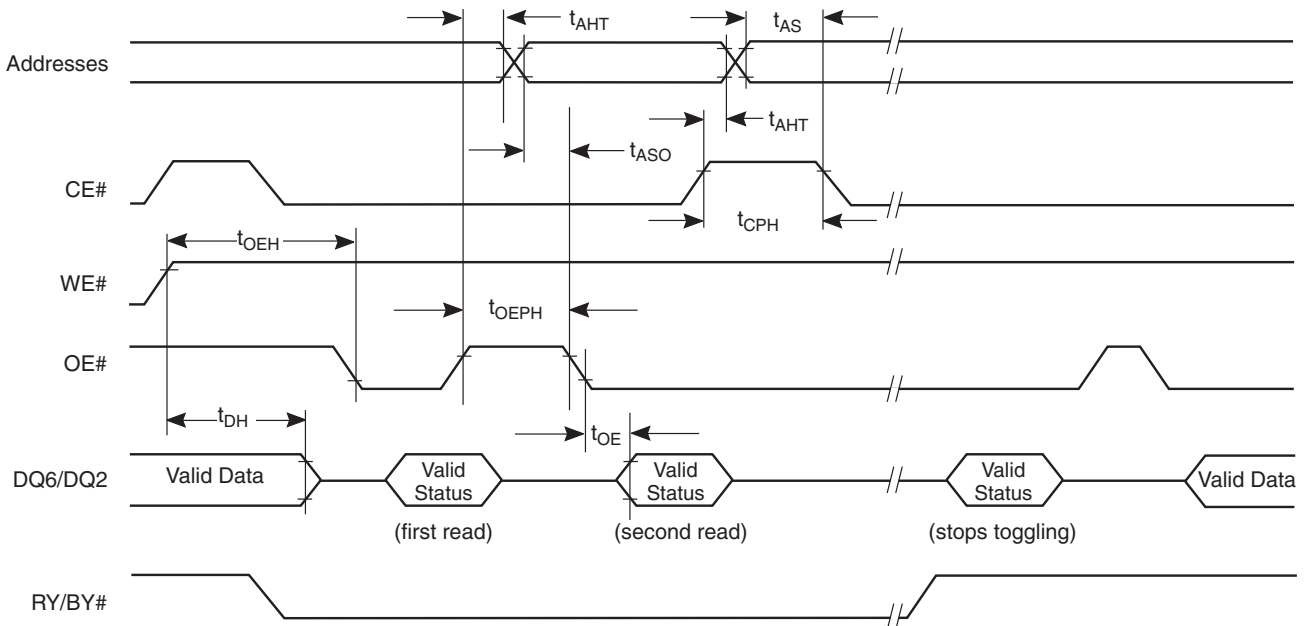 tAHT
tAS
Addresses
tAHT
tASO
CE#
tCPH
tOEH
WE#
tOEPH
OE#
tDH
tOE
DQ6/DQ2
Valid Data
Valid
Status
Valid
Status
Valid
Status
Valid Data
(first read)
(second read)
(stops toggling)
RY/BY#